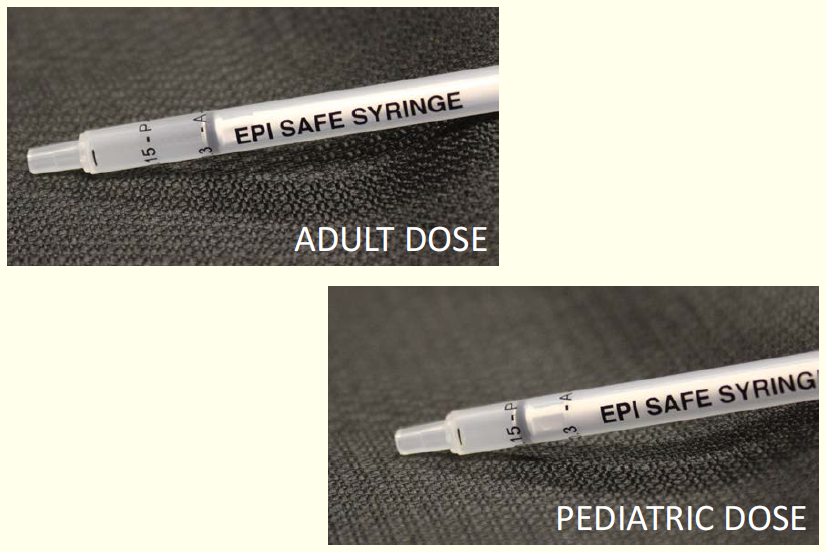 15 - P
3 - A
EPI SAFE SYRINGE
ADULT DOSE
15 - P
3 - A
EPI SAFE SYRING
PEDIATRIC DOSE